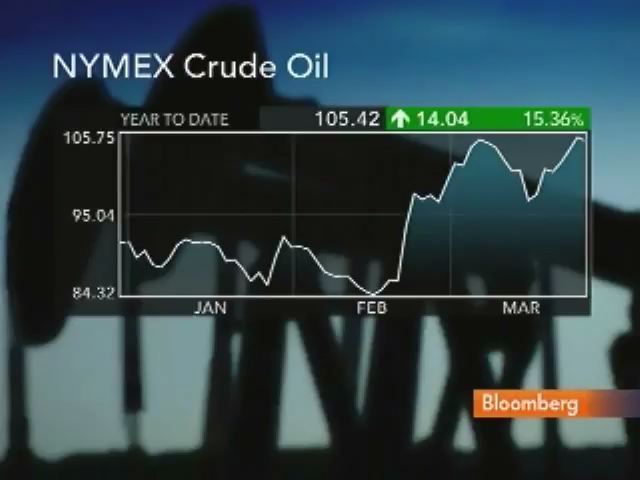 NYMEX Crude Oil
YEAR TO DATE 105.42 14.04 15.36%
105.75
95.04
84.32
JAN FEB MAR
Bloomberg